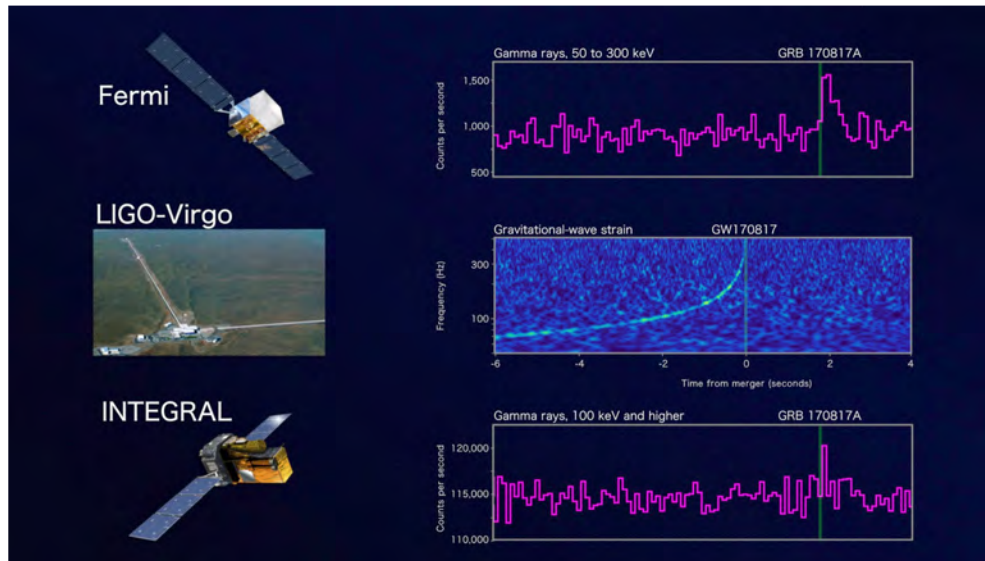 Fermi
Gamma rays, 50 to 300 keV
GRB 170817A
Counts per second
1,500
1,000
500
LIGO-Virgo
Gravitational-wave strain
GW170817
Frequency (Hz)
300
100
-6
-4
-2
0
2
4
Time from merger (seconds)
INTEGRAL
Gamma rays, 100 keV and higher
GRB 170817A
Counts per second
120,000
115,000
110,000